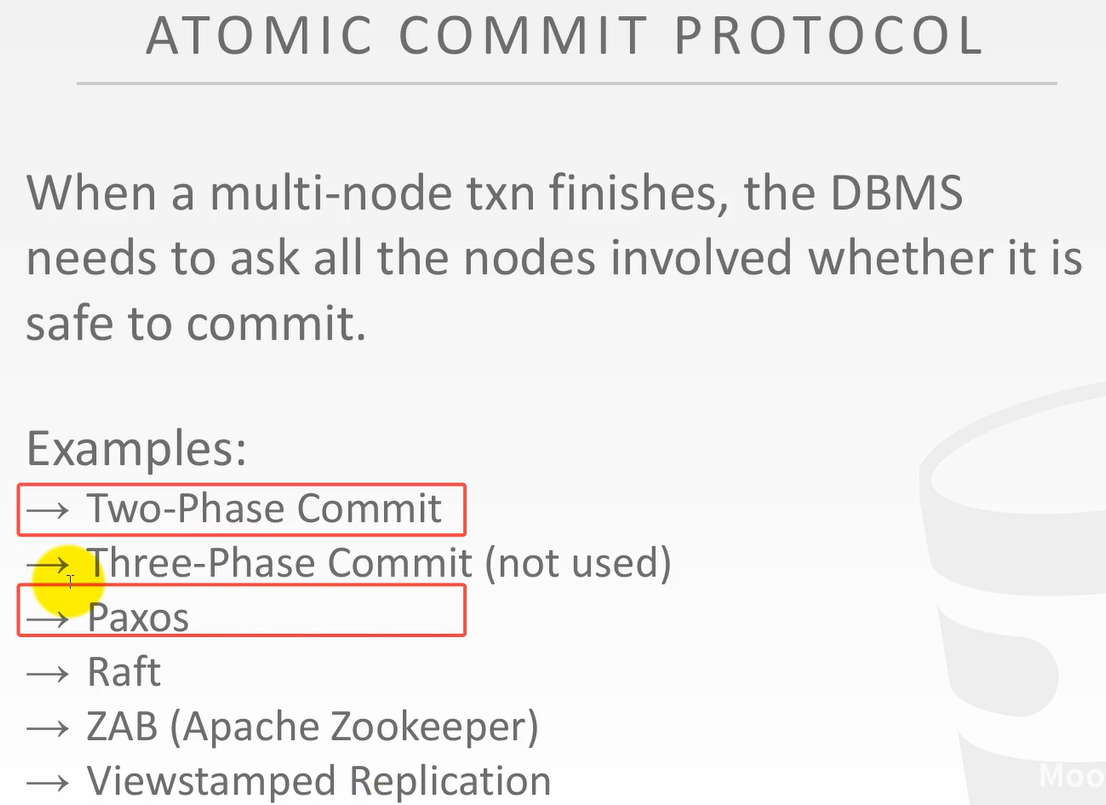 ATOMIC COMMIT PROTOCOL
When a multi-node txn finishes, the DBMS
needs to ask all the nodes involved whether it is
safe to commit.
Examples:
→ Two-Phase Commit
→ Three-Phase Commit (not used)
→ Paxos
→ Raft
→ ZAB (Apache Zookeeper)
→ Viewstamped Replication
Moo